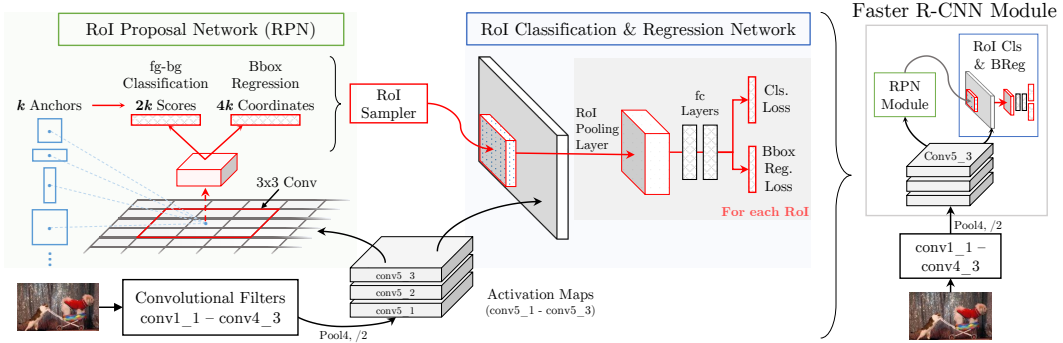 RoI Proposal Network (RPN)
fg-bg
Classification
Bbox
Regression
k Anchors
2k Scores
4k Coordinates
3x3 Conv
RoI
Sampler
RoI Classification & Regression Network
RoI
Pooling
Layer
fc
Layers
Cls.
Loss
Bbox
Reg.
Loss
For each RoI
conv5_3
conv5_2
conv5_1
Activation Maps
(conv5_1 - conv5_3)
Convolutional Filters
conv1_1 – conv4_3
Pool4, /2
Faster R-CNN Module
RoI Cls
& BReg
RPN
Module
Conv5_3
Pool4, /2
conv1_1 –
conv4_3